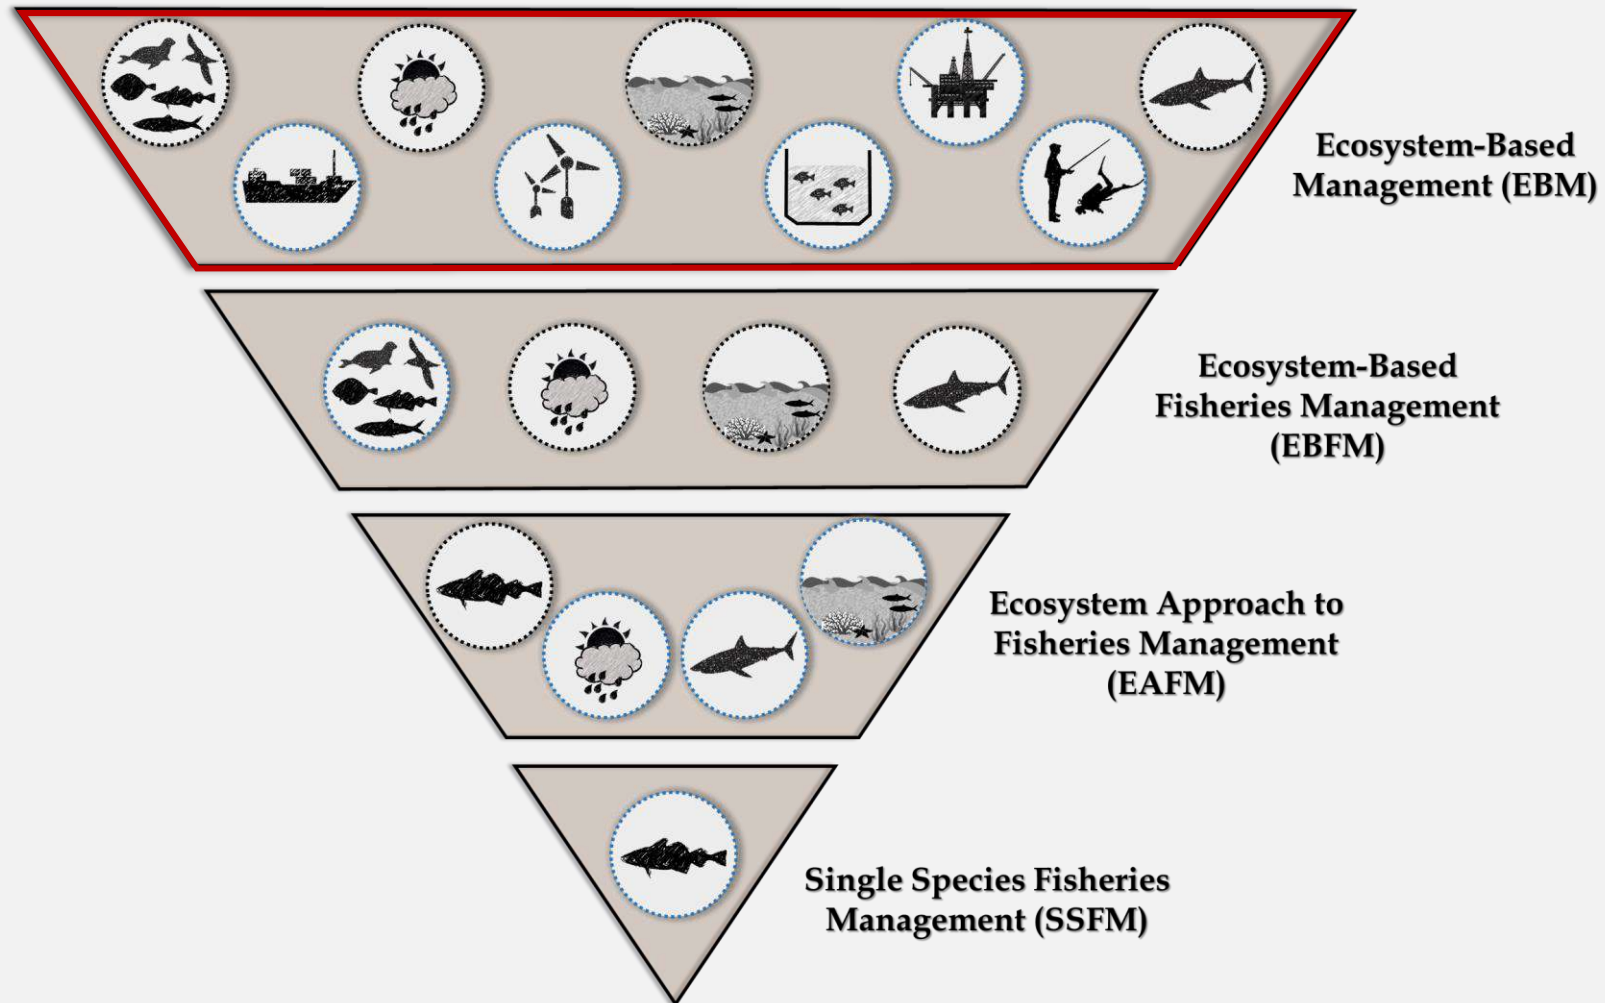 Ecosystem-Based
Management (EBM)
Ecosystem-Based
Fisheries Management
(EBFM)
Ecosystem Approach to
Fisheries Management
(EAFM)
Single Species Fisheries
Management (SSFM)